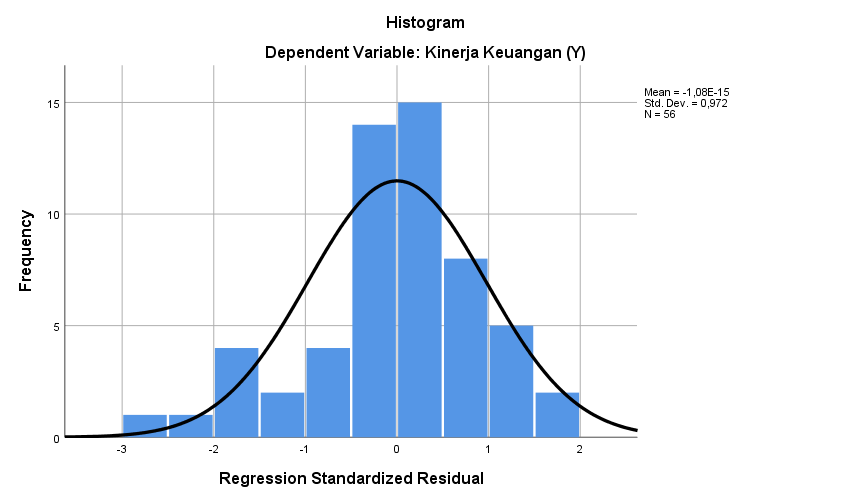 Histogram
Dependent Variable: Kinerja Keuangan (Y)
Mean = -1,08E-15
Std. Dev. = 0,972
N = 56
Frequency
15
10
5
0
-3
-2
-1
0
1
2
Regression Standardized Residual